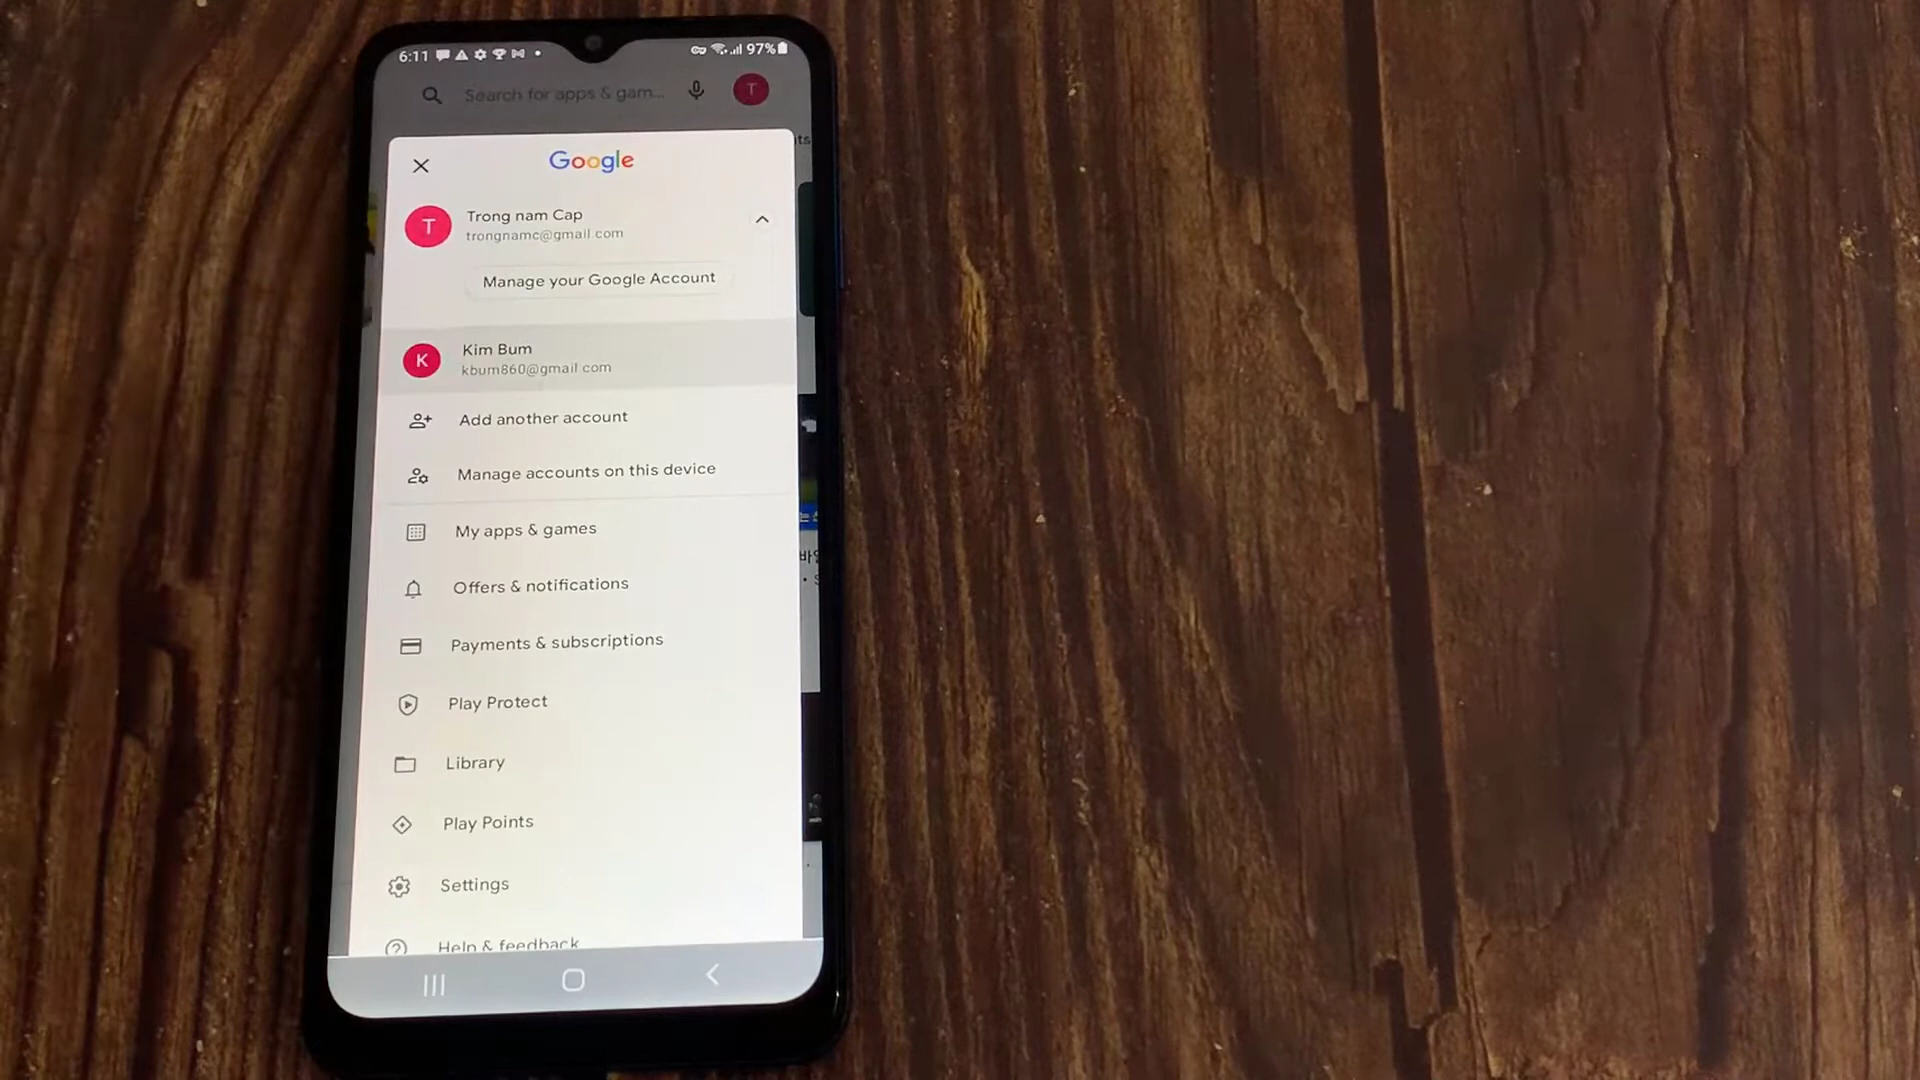 6:11 97%
Search for apps & gam... T
Google
T Trong nam Cap
trongnamc@gmail.com
Manage your Google Account
K Kim Bum
kbum860@gmail.com
Add another account
Manage accounts on this device
My apps & games
Offers & notifications
Payments & subscriptions
Play Protect
Library
Play Points
Settings
Help & feedback